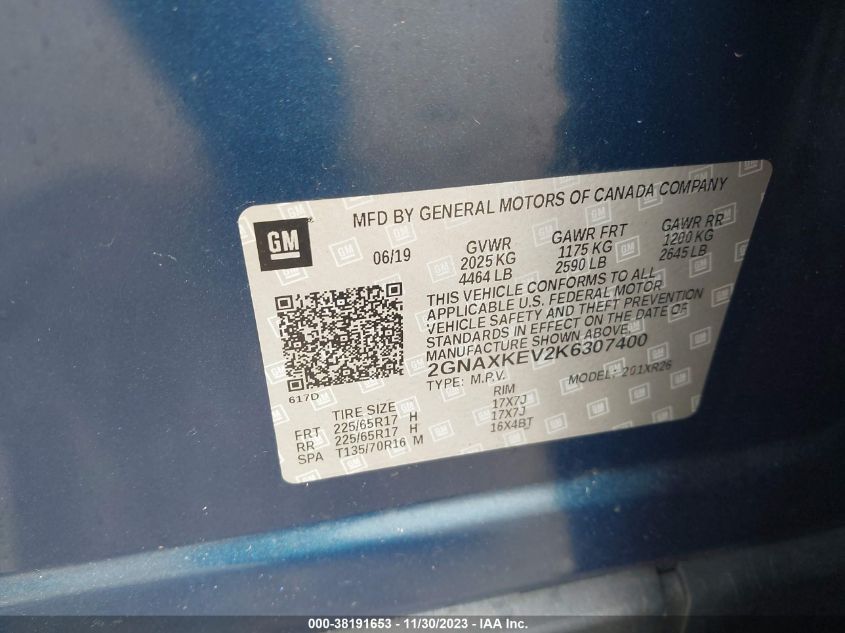 MFD BY GENERAL MOTORS OF CANADA COMPANY
GM
06/19
GVWR
2025 KG
4464 LB
GAWR FRT
1175 KG
2590 LB
GAWR RR
1200 KG
2645 LB
THIS VEHICLE CONFORMS TO ALL
APPLICABLE U.S. FEDERAL MOTOR
VEHICLE SAFETY AND THEFT PREVENTION
STANDARDS IN EFFECT ON THE DATE OF
MANUFACTURE SHOWN ABOVE.
2GNAXKEV2K6307400
TYPE: M.P.V. MODEL: 201XR26
617D
TIRE SIZE RIM
FRT 225/65R17 H 17X7J
RR 225/65R17 H 17X7J
SPA T135/70R16 M 16X4BT
000-38191653 - 11/30/2023 - IAA Inc.